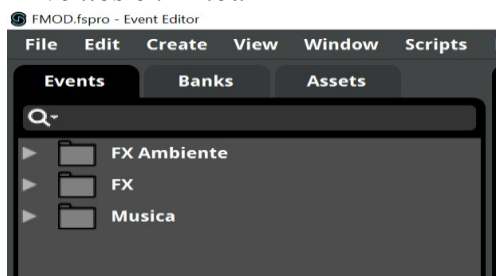 FMOD.fspro - Event Editor
File Edit Create View Window Scripts
Events Banks Assets
FX Ambiente
FX
Musica